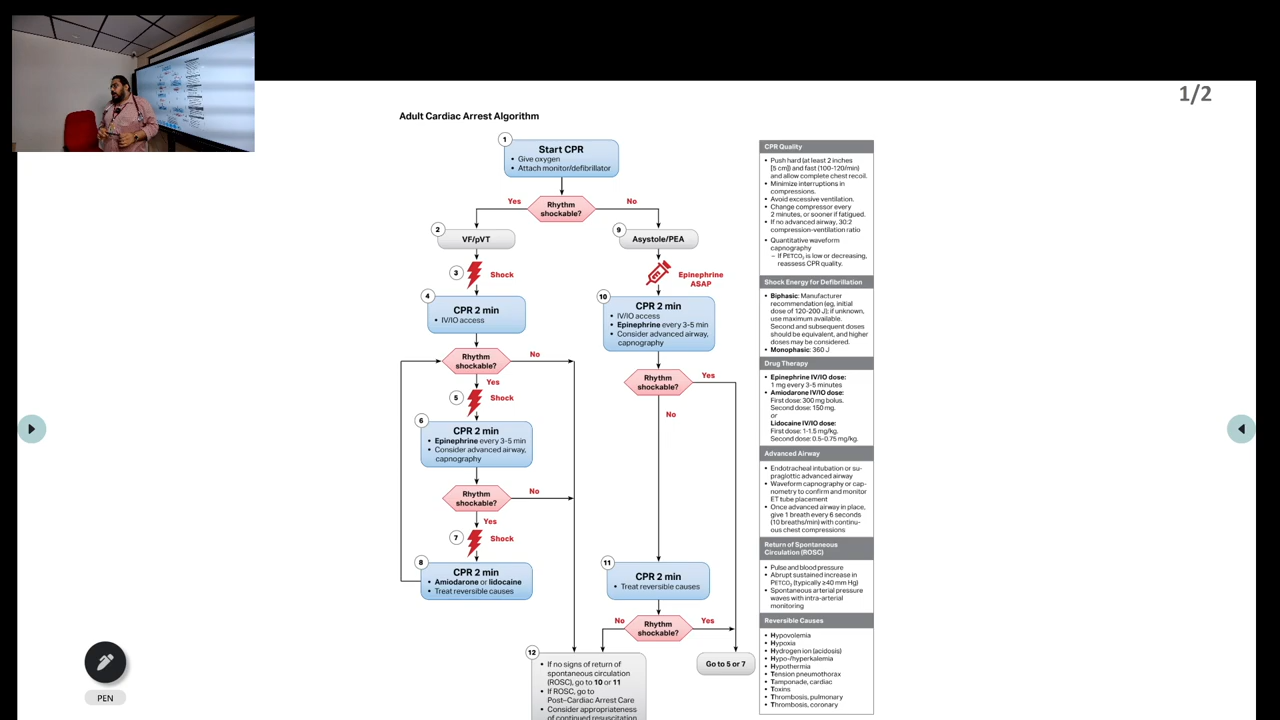 1/2
Adult Cardiac Arrest Algorithm
1
Start CPR
• Give oxygen
• Attach monitor/defibrillator
Yes
Rhythm
shockable?
No
2
VF/pVT
9
Asystole/PEA
3
Shock
Epinephrine
ASAP
4
CPR 2 min
• IV/IO access
10
CPR 2 min
• IV/IO access
• Epinephrine every 3-5 min
• Consider advanced airway,
capnography
Rhythm
shockable?
No
Yes
Rhythm
shockable?
Yes
No
5
Shock
6
CPR 2 min
• Epinephrine every 3-5 min
• Consider advanced airway,
capnography
Rhythm
shockable?
No
Yes
7
Shock
8
CPR 2 min
• Amiodarone or lidocaine
• Treat reversible causes
11
CPR 2 min
• Treat reversible causes
No
Rhythm
shockable?
Yes
12
• If no signs of return of
spontaneous circulation
(ROSC), go to 10 or 11
• If ROSC, go to
Post–Cardiac Arrest Care
• Consider appropriateness
of continued resuscitation
Go to 5 or 7
CPR Quality
• Push hard (at least 2 inches
[5 cm]) and fast (100-120/min)
and allow complete chest recoil.
• Minimize interruptions in
compressions.
• Avoid excessive ventilation.
• Change compressor every
2 minutes, or sooner if fatigued.
• If no advanced airway, 30:2
compression-ventilation ratio
• Quantitative waveform
capnography
– If PETCO2 is low or decreasing,
reassess CPR quality.
Shock Energy for Defibrillation
• Biphasic: Manufacturer
recommendation (eg, initial
dose of 120-200 J); if unknown,
use maximum available.
Second and subsequent doses
should be equivalent, and higher
doses may be considered.
• Monophasic: 360 J
Drug Therapy
• Epinephrine IV/IO dose:
1 mg every 3-5 minutes
• Amiodarone IV/IO dose:
First dose: 300 mg bolus.
Second dose: 150 mg.
or
Lidocaine IV/IO dose:
First dose: 1-1.5 mg/kg.
Second dose: 0.5-0.75 mg/kg.
Advanced Airway
• Endotracheal intubation or su-
praglottic advanced airway
• Waveform capnography or cap-
nometry to confirm and monitor
ET tube placement
• Once advanced airway in place,
give 1 breath every 6 seconds
(10 breaths/min) with continu-
ous chest compressions
Return of Spontaneous
Circulation (ROSC)
• Pulse and blood pressure
• Abrupt sustained increase in
PETCO2 (typically ≥40 mm Hg)
• Spontaneous arterial pressure
waves with intra-arterial
monitoring
Reversible Causes
• Hypovolemia
• Hypoxia
• Hydrogen ion (acidosis)
• Hypo-/hyperkalemia
• Hypothermia
• Tension pneumothorax
• Tamponade, cardiac
• Toxins
• Thrombosis, pulmonary
• Thrombosis, coronary
PEN